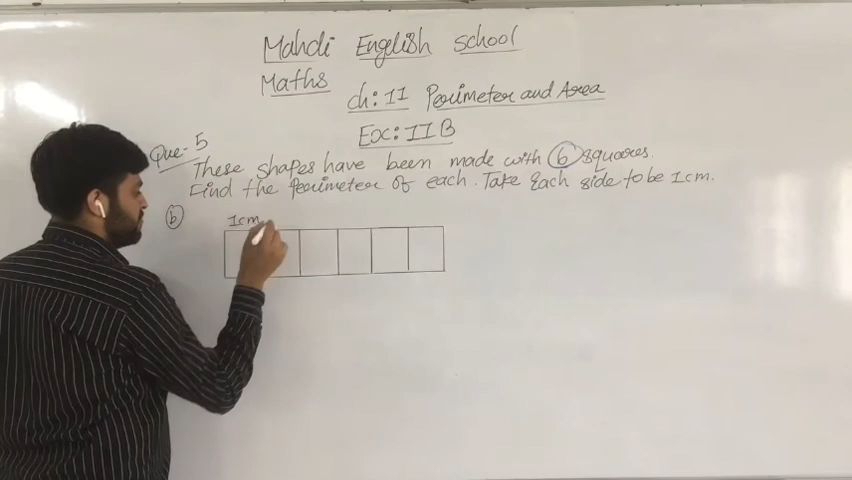 Mahdi English school
Maths
ch: 11 Perimeter and Area
Ex: 11B
Que- 5
These shapes have been made with 6 squares.
Find the Perimeter of each. Take Each side to be 1cm.
(b)
1cm